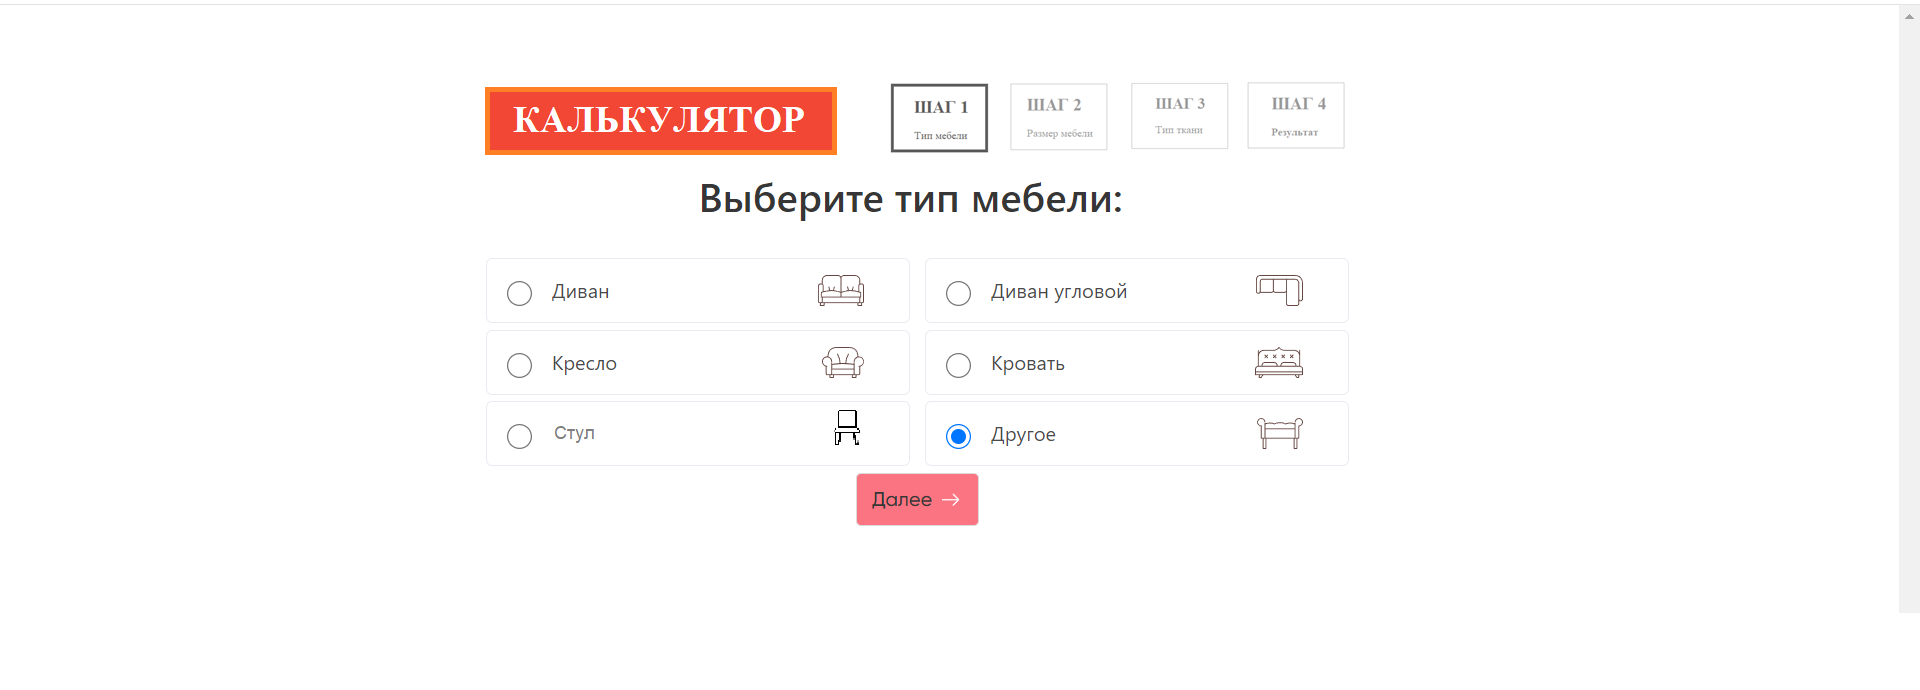 КАЛЬКУЛЯТОР
ШАГ 1
Тип мебели
ШАГ 2
Размер мебели
ШАГ 3
Тип ткани
ШАГ 4
Результат
Выберите тип мебели:
Диван
Диван угловой
Кресло
Кровать
Стул
Другое
Далее →